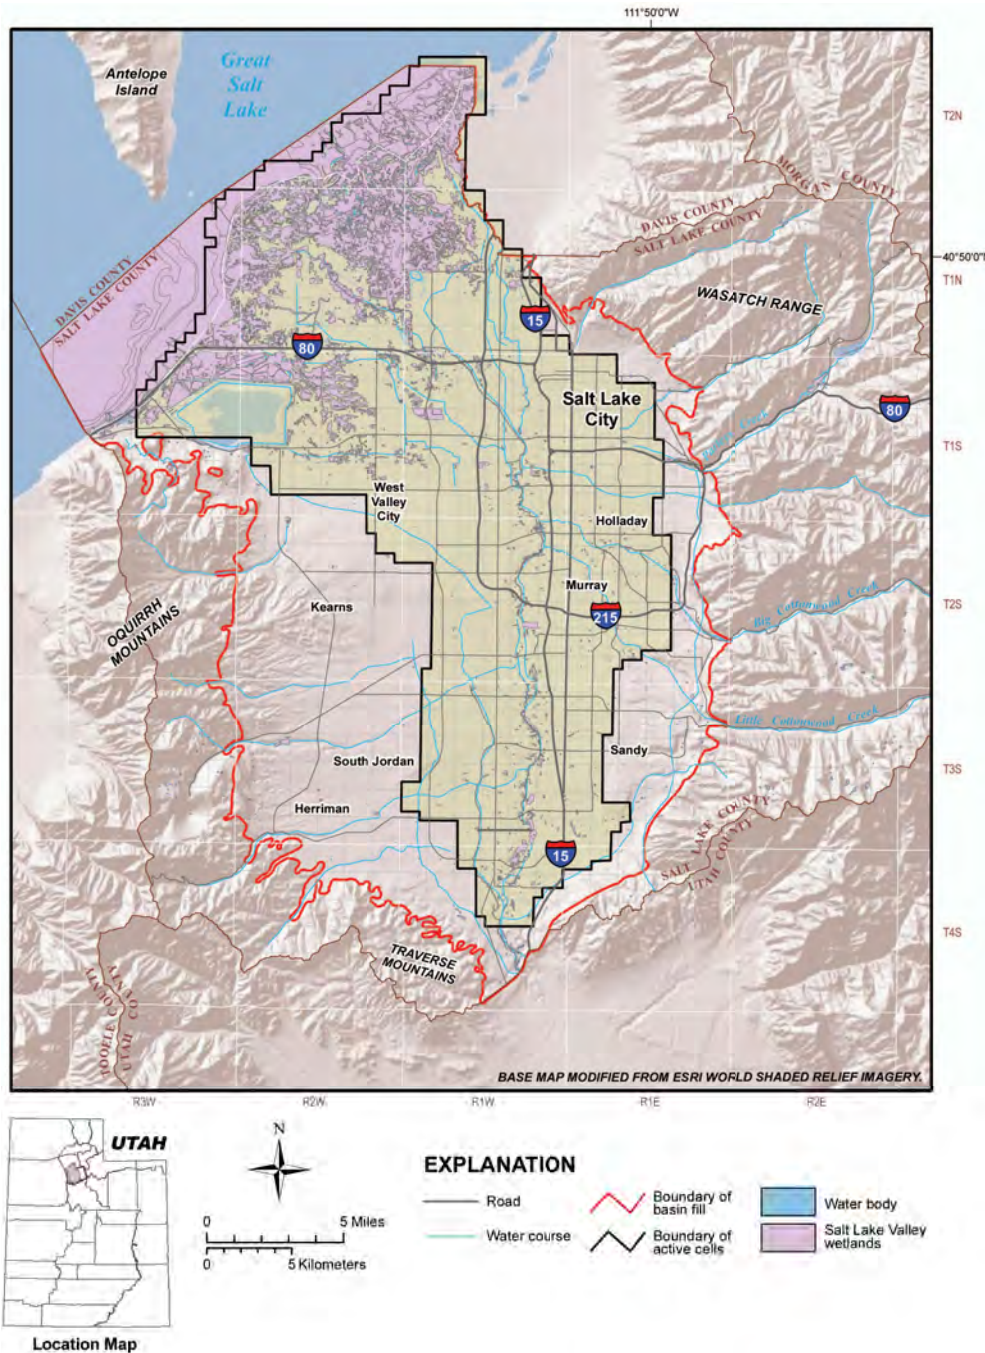 111°50'0"W
Great
Salt
Lake
Antelope
Island
T2N
MORGAN COUNTY
DAVIS COUNTY
SALT LAKE COUNTY
40°50'0"N
T1N
WASATCH RANGE
DAVIS COUNTY
SALT LAKE COUNTY
15
80
Salt Lake
City
80
T1S
West
Valley
City
Holladay
Murray
Kearns
215
T2S
Big Cottonwood Creek
OQUIRRH
MOUNTAINS
Little Cottonwood Creek
South Jordan
Sandy
T3S
Herriman
SALT LAKE COUNTY
UTAH COUNTY
15
T4S
TRAVERSE
MOUNTAINS
TOOELE COUNTY
UTAH COUNTY
BASE MAP MODIFIED FROM ESRI WORLD SHADED RELIEF IMAGERY.
R3W
R2W
R1W
R1E
R2E
UTAH
N
0
5 Miles
0
5 Kilometers
Location Map
EXPLANATION
Road
Water course
Boundary of
basin fill
Boundary of
active cells
Water body
Salt Lake Valley
wetlands